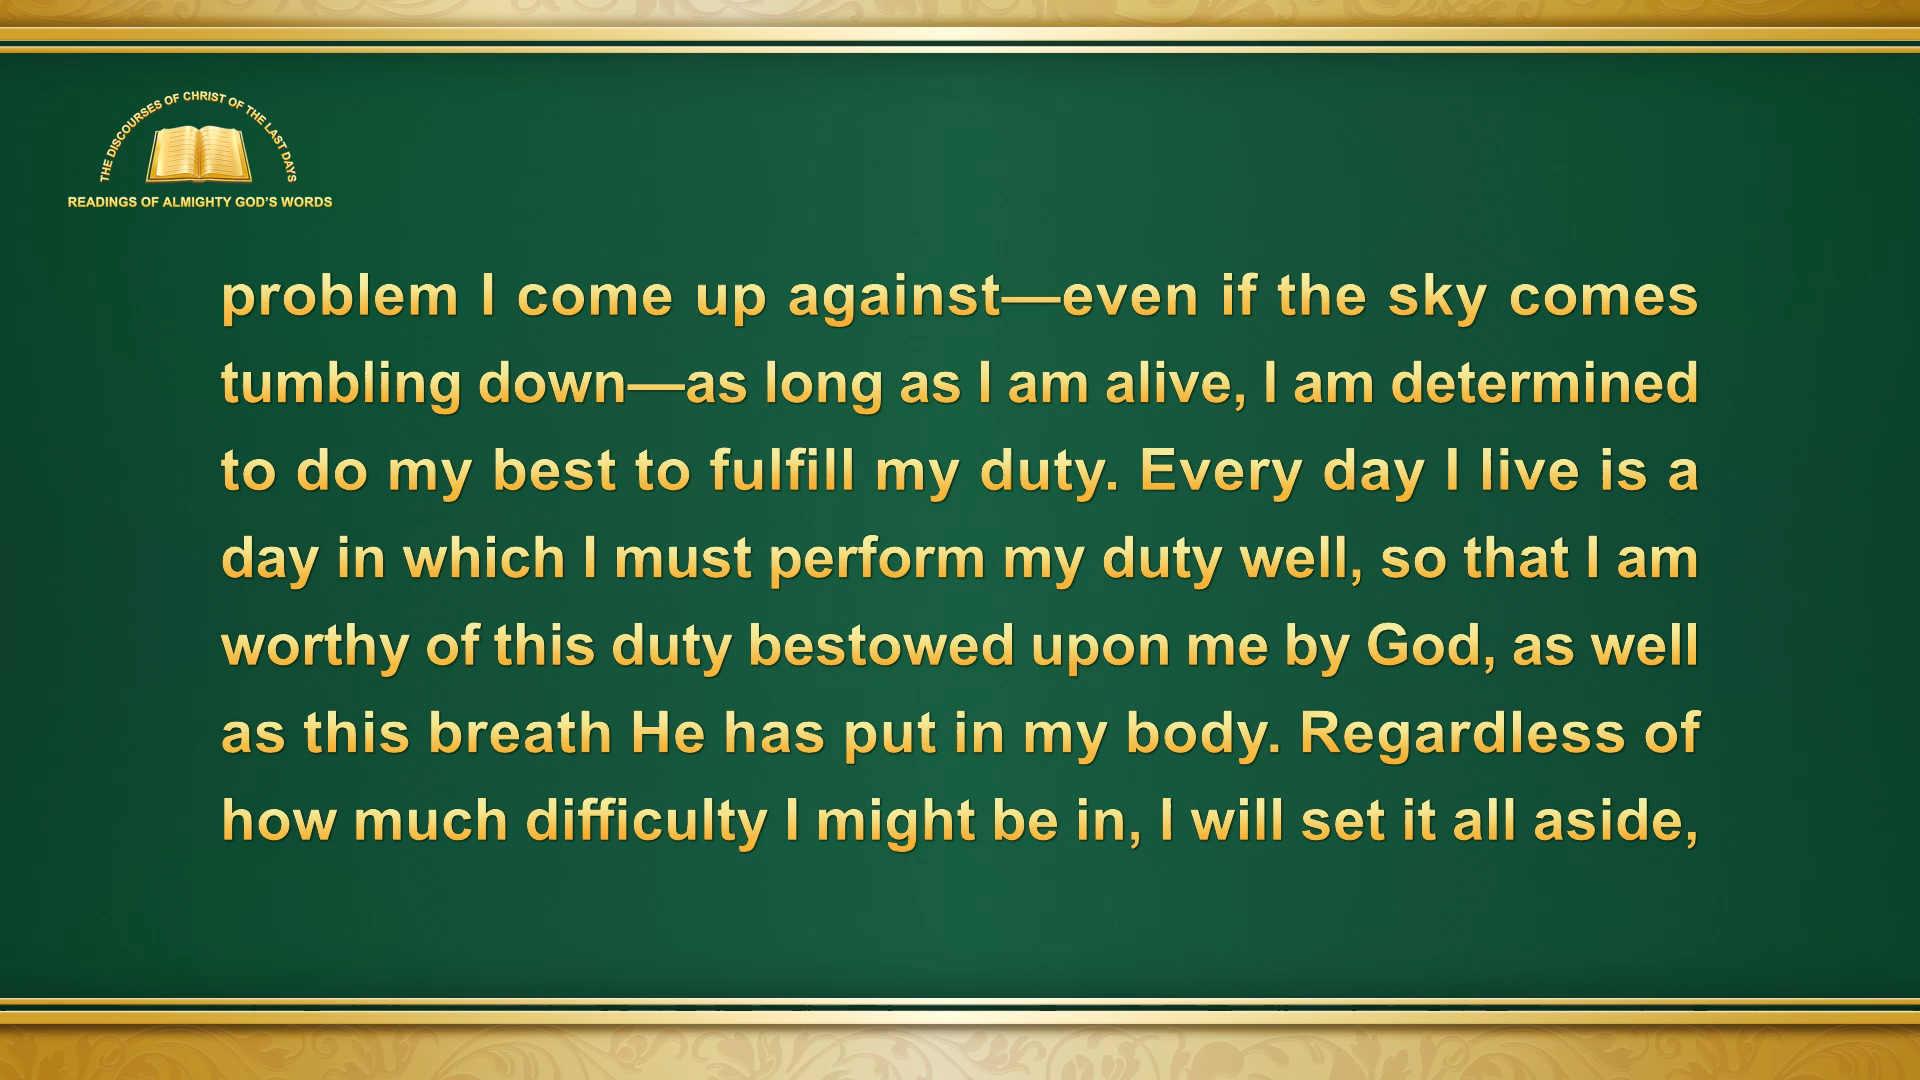 THE DISCOURSES OF CHRIST OF THE LAST DAYS
READINGS OF ALMIGHTY GOD'S WORDS
problem I come up against—even if the sky comes
tumbling down—as long as I am alive, I am determined
to do my best to fulfill my duty. Every day I live is a
day in which I must perform my duty well, so that I am
worthy of this duty bestowed upon me by God, as well
as this breath He has put in my body. Regardless of
how much difficulty I might be in, I will set it all aside,